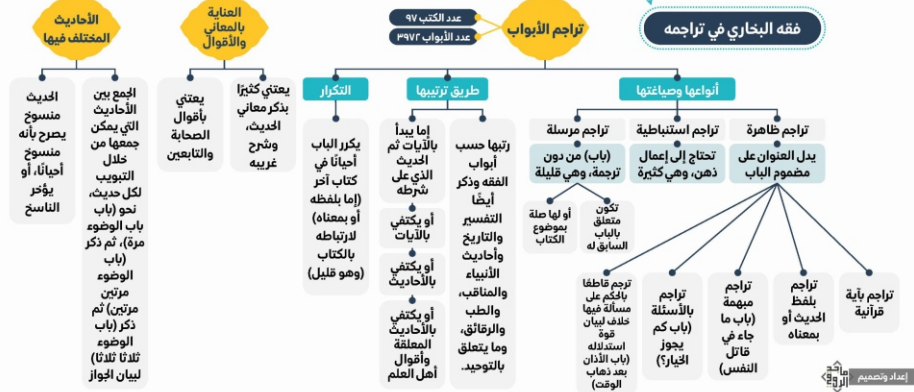 فقه البخاري في تراجمه
تراجم الأبواب
عدد الكتب ٩٧
عدد الأبواب ٣٩٧٢
أنواعها وصياغتها
تراجم ظاهرة
يدل العنوان على
مضموم الباب
تراجم بآية
قرآنية
تراجم
بلفظ
الحديث أو
بمعناه
تراجم
مبهمة
(باب ما
جاء في
قاتل
النفس)
تراجم
بالأسئلة
(باب كم
يجوز
الخيار؟)
ترجم قاطعًا
بالحكم على
مسألة فيها
خلاف لبيان
قوة
استدلاله
(باب الأذان
بعد ذهاب
الوقت)
تراجم استنباطية
تحتاج إلى إعمال
ذهن، وهي كثيرة
تراجم مرسلة
(باب) من دون
ترجمة، وهي قليلة
تكون
متعلق
بالباب
السابق له
أو لها صلة
بموضوع
الكتاب
طريق ترتيبها
رتبها حسب
أبواب
الفقه وذكر
أيضًا
التفسير
والتاريخ
وأحاديث
الأنبياء
والمناقب،
والطب
والرقائق،
وما يتعلق
بالتوحيد.
إما يبدأ
بالآيات ثم
الحديث
الذي على
شرطه
أو يكتفي
بالآيات
أو يكتفي
بالأحاديث
أو يكتفي
بالأحاديث
المعلقة
وأقوال
أهل العلم
التكرار
يكرر الباب
أحيانًا في
كتاب آخر
(إما بلفظه
أو بمعناه)
لارتباطه
بالكتاب
(وهو قليل)
العناية
بالمعاني
والأقوال
يعتني كثيرًا
بذكر معاني
الحديث،
وشرح
غريبه
يعتني
بأقوال
الصحابة
والتابعين
الأحاديث
المختلف فيها
الجمع بين
الأحاديث
التي يمكن
جمعها من
خلال
التبويب
لكل حديث،
نحو (باب
باب الوضوء
مرة)، ثم ذكر
(باب
الوضوء
مرتين
مرتين) ثم
ذكر (باب
الوضوء
ثلاثا ثلاثا)
لبيان الجواز
الحديث
منسوخ
يصرح بأنه
منسوخ
أحيانًا، أو
يؤخر
الناسخ
إعداد وتصميم